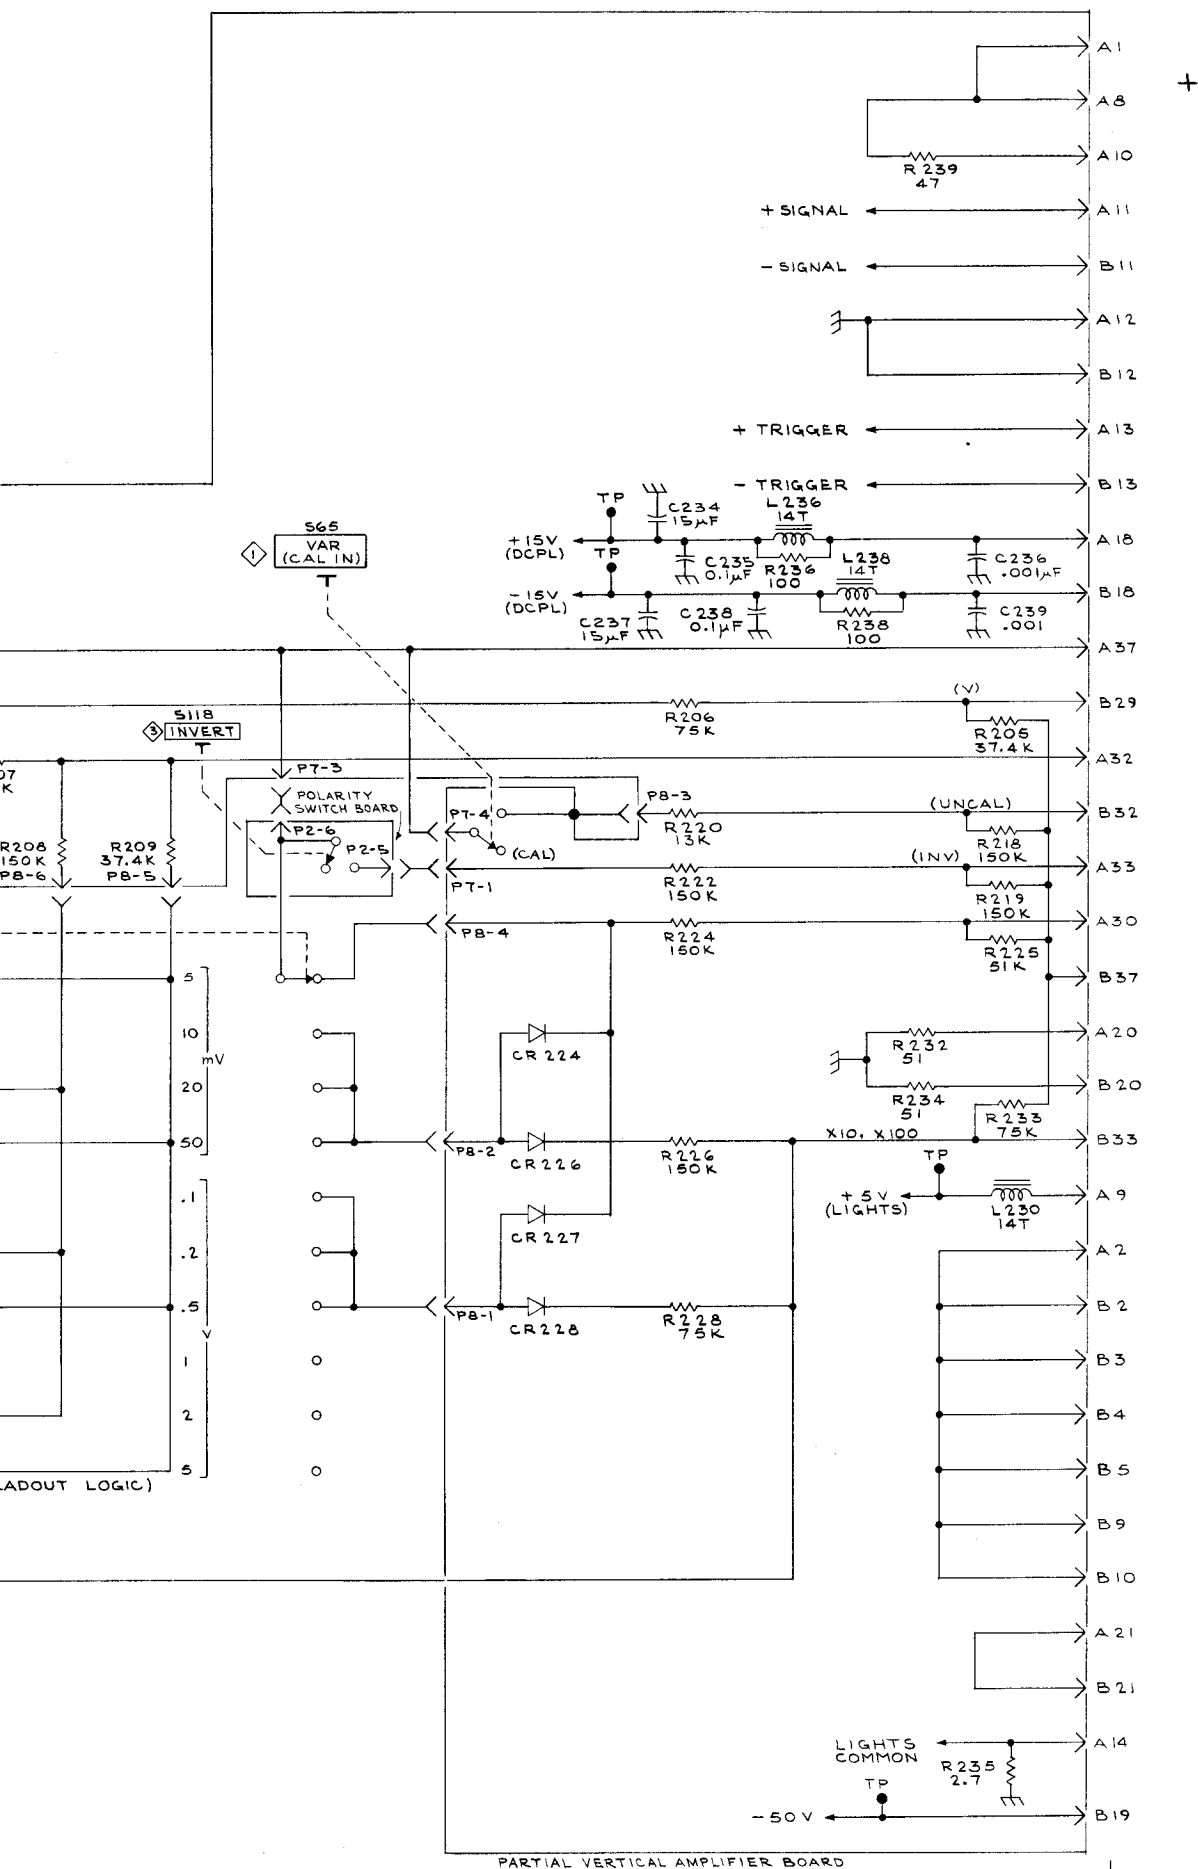 A1
+
A8
A10
R239
47
+ SIGNAL
A11
- SIGNAL
B11
A12
B12
+ TRIGGER
A13
- TRIGGER
B13
TP
C234
15µF
L236
14T
+15V
(DCPL)
A18
C235
0.1µF
R236
100
C236
.001µF
S65
VAR
(CAL IN)
1
TP
L238
14T
-15V
(DCPL)
B18
C237
15µF
C238
0.1µF
R238
100
C239
.001
A37
(V)
B29
R206
75K
R205
37.4K
S118
3
INVERT
A32
07
K
P7-3
POLARITY
SWITCH BOARD
P7-4
P8-3
(UNCAL)
B32
R220
13K
R218
150K
P2-6
P2-5
(CAL)
(INV)
A33
R208
150K
P8-6
R209
37.4K
P8-5
P7-1
R222
150K
R219
150K
P8-4
A30
R224
150K
R225
51K
5
B37
10
CR224
A20
R232
51
mV
20
B20
R234
51
R233
75K
50
P8-2
CR226
R226
150K
X10, X100
B33
TP
.1
CR227
+5V
(LIGHTS)
A9
L230
14T
.2
A2
.5
P8-1
CR228
R228
75K
B2
V
1
B3
2
B4
5
B5
ADOUT LOGIC)
B9
B10
A21
B21
LIGHTS
COMMON
A14
R235
2.7
TP
-50V
B19
PARTIAL VERTICAL AMPLIFIER BOARD